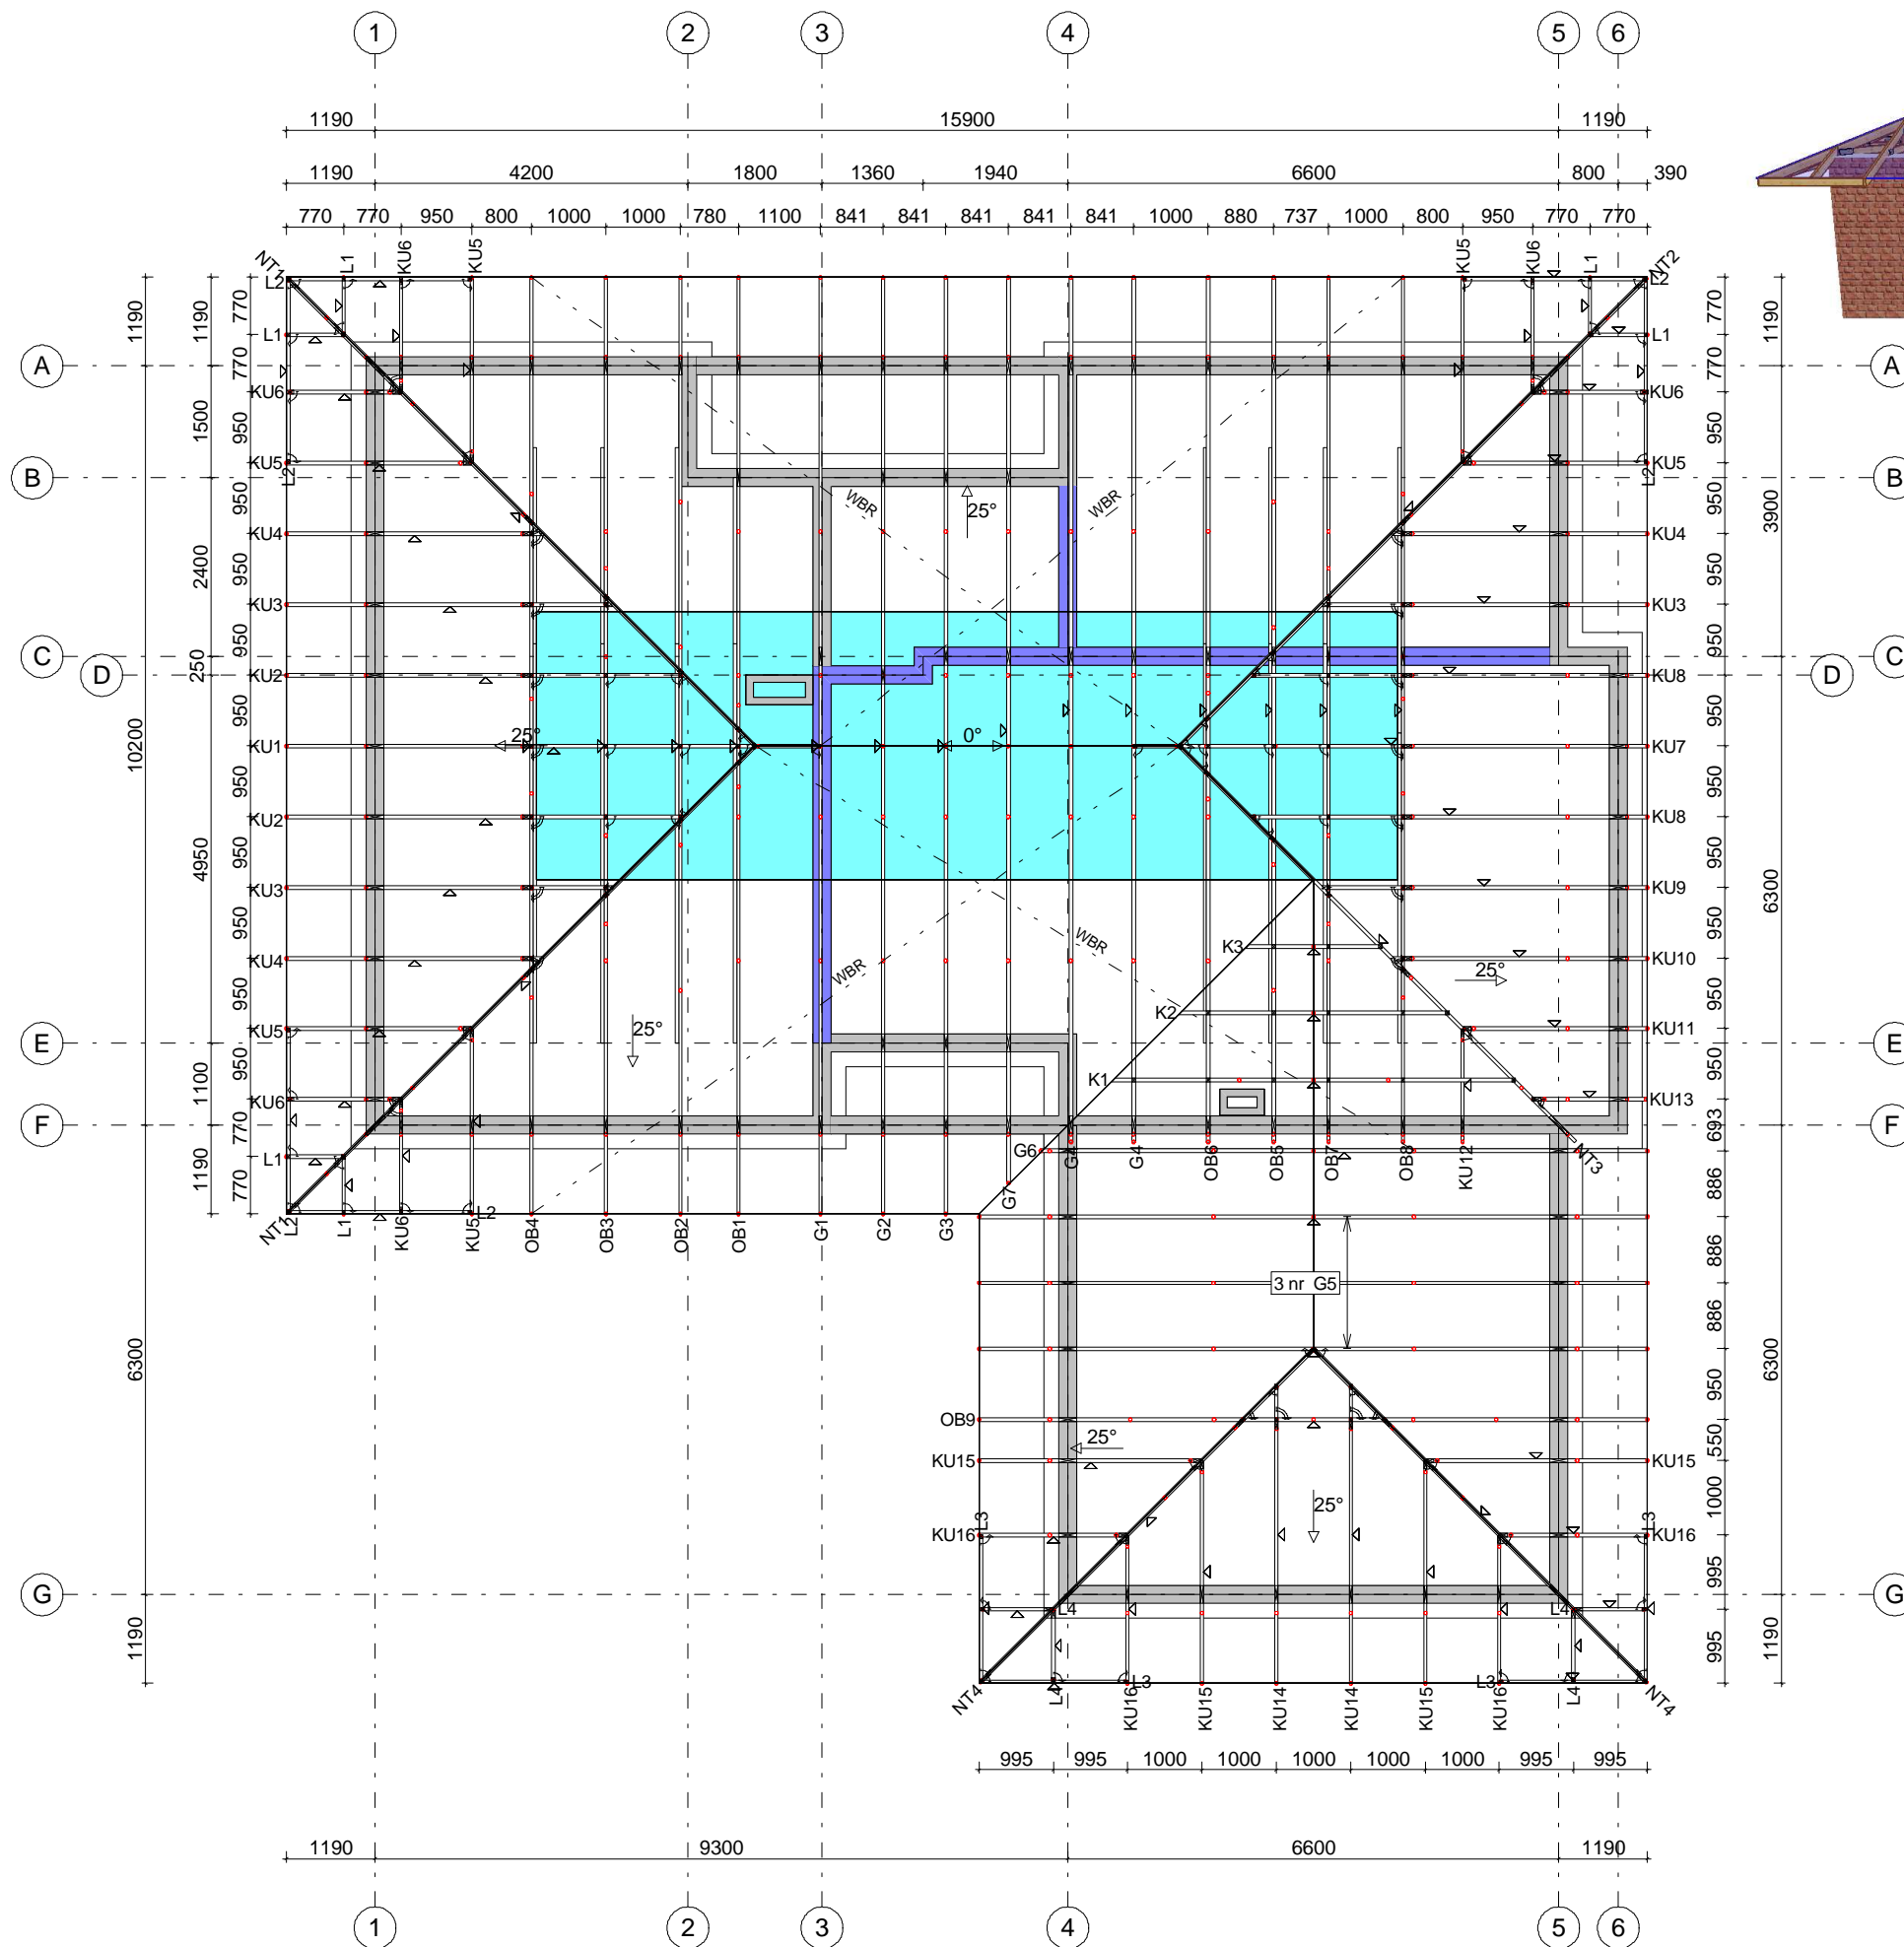 1 2 3 4 5 6
1190 15900 1190
1190 4200 1800 1360 1940 6600 800 390
770 770 950 800 1000 1000 780 1100 841 841 841 841 841 1000 880 737 1000 800 950 770 770
NT1 L1 KU6 KU5 KU5 KU6 L1 NT2
L2 L2
1190 1190 770 770 1190
L1 L1
A A
770 770
KU6 KU6
1500 950 950
L2 KU5 KU5 L2
B B
WBR WBR
25°
950 950 3900
KU4 KU4
2400 950 950
KU3 KU3
950 950
C C
D D
250
KU2 KU8
10200 950 950
KU1 25° 0° KU7
950 950
KU2 KU8
4950 950 950 6300
KU3 KU9
950 950
K3
KU4 KU10
WBR WBR 25°
950 950
K2
KU5 25° KU11
E E
950 950
K1
1100
KU6 KU13
F F
770 693
L1 G6 G4 G4 OB6 OB5 OB7 OB8 KU12 NT3
1190 770 G7 886
NT1 L2 L1 KU6 KU5 L2 OB4 OB3 OB2 OB1 G1 G2 G3
886
3 nr G5
886
6300 6300
950
OB9
25° 550
KU15 KU15
1000
25°
L3 L3
KU16 KU16
995
G G
L4 L4
1190 995 1190
NT4 L4 KU16 L3 KU15 KU14 KU14 KU15 L3 KU16 L4 NT4
995 995 1000 1000 1000 1000 1000 995 995
1190 9300 6600 1190
1 2 3 4 5 6